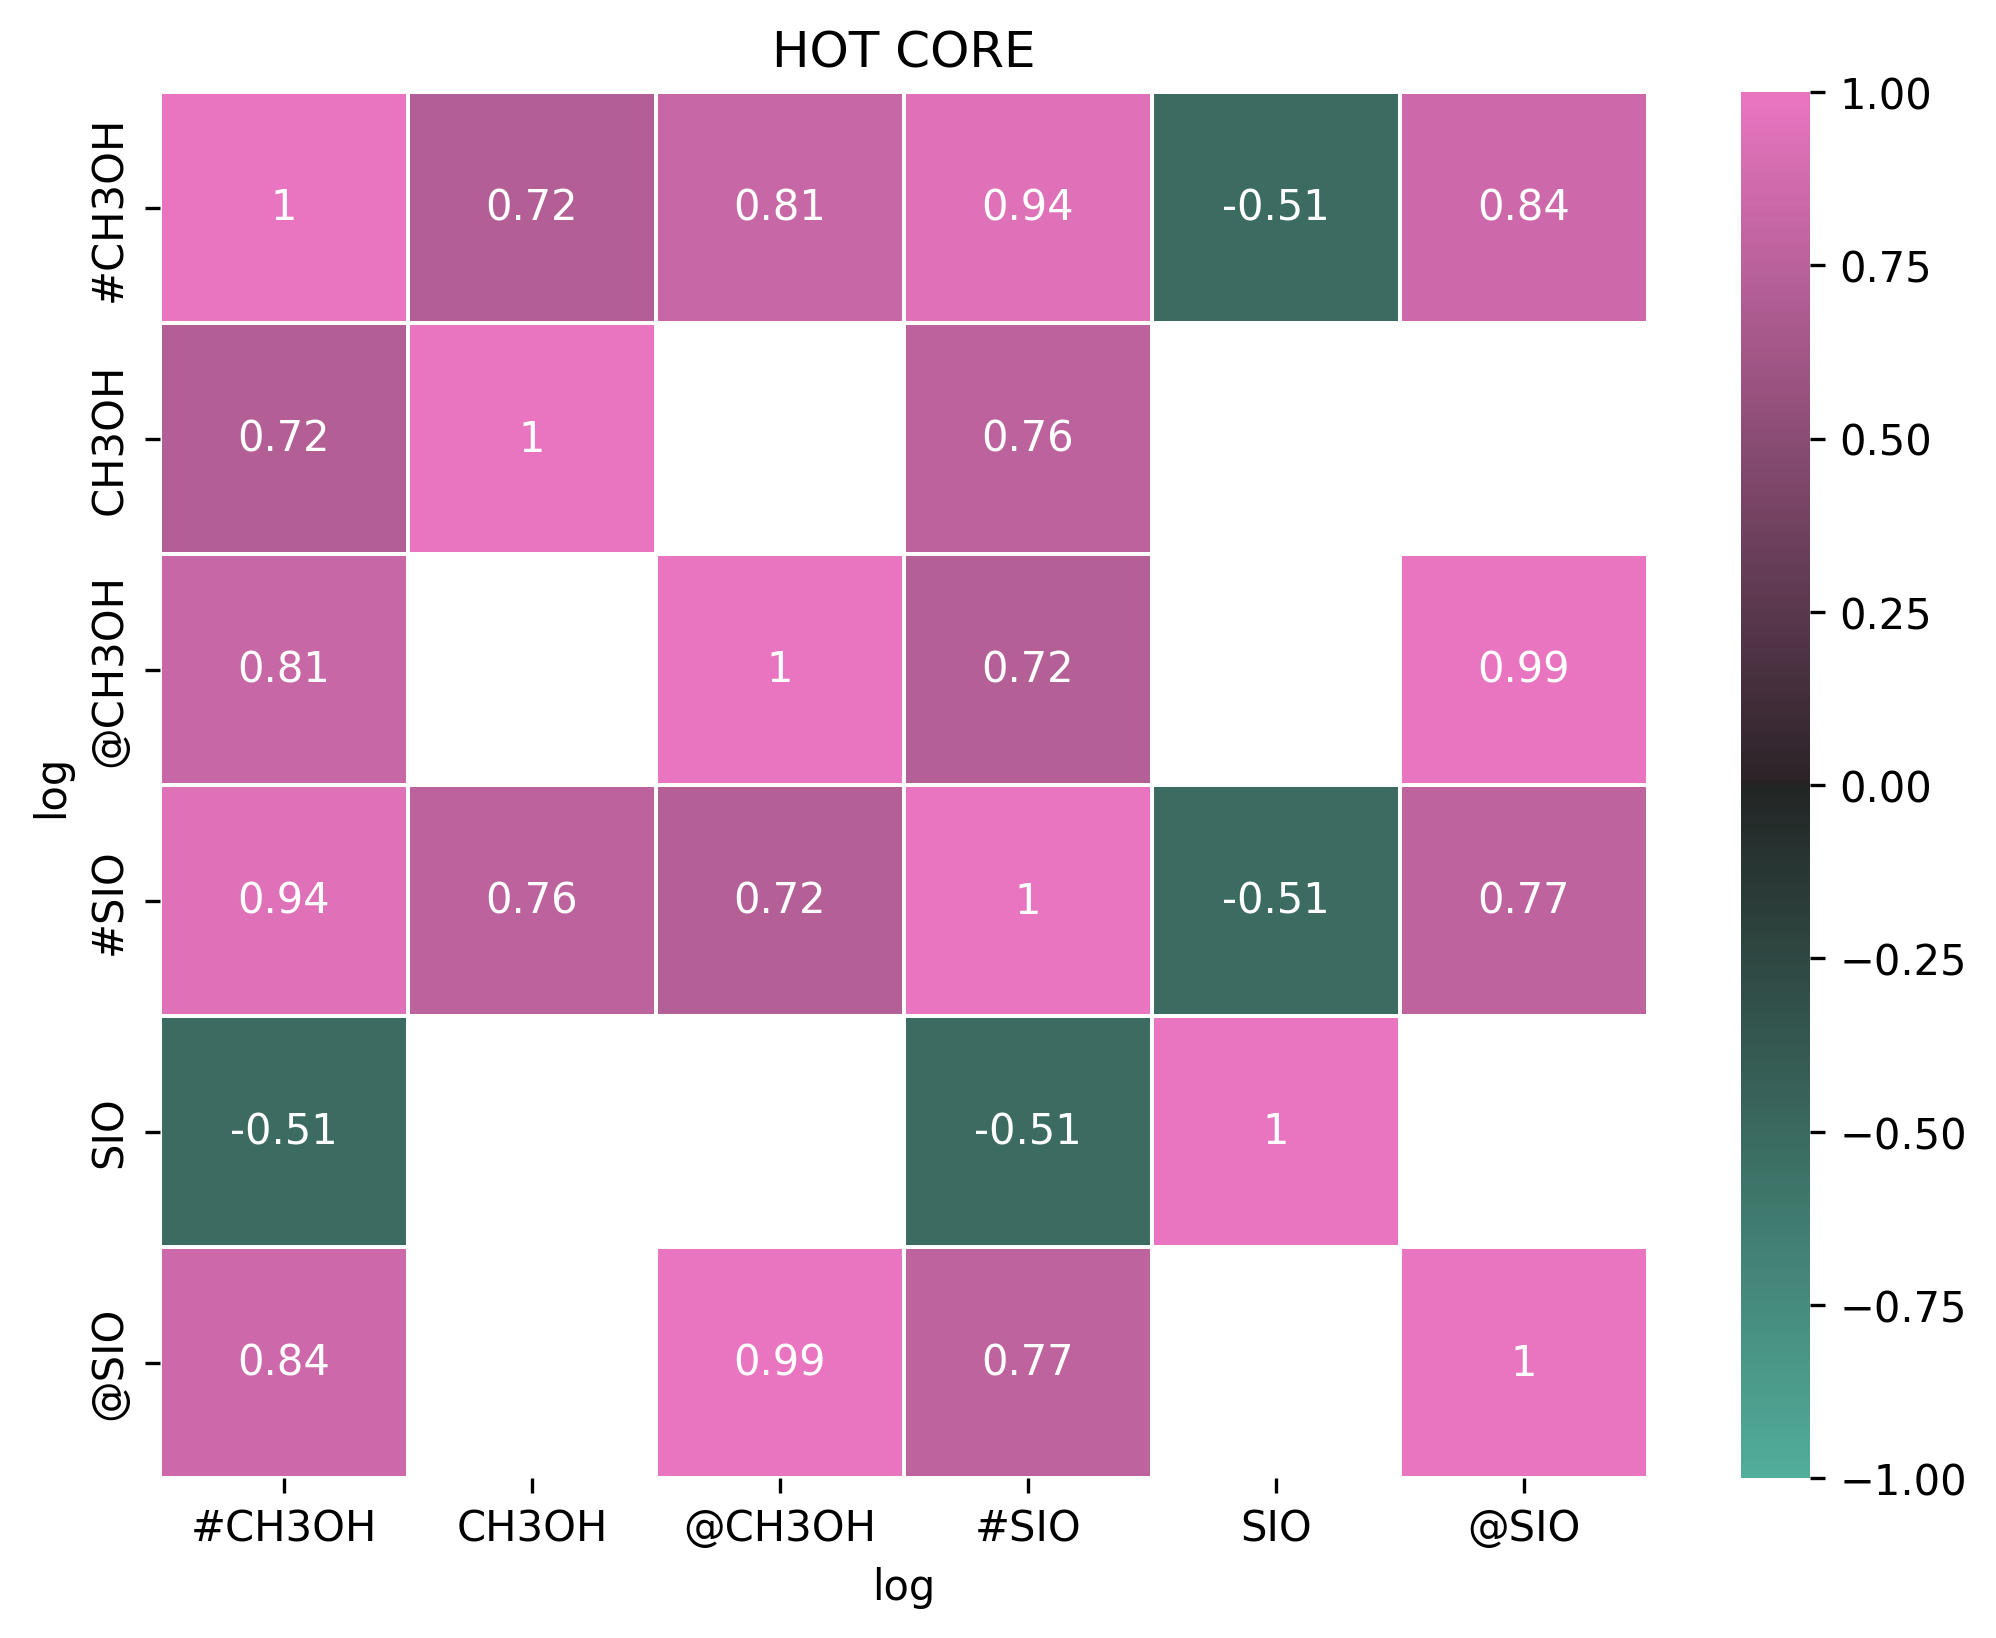 HOT CORE
#CH3OH 1 0.72 0.81 0.94 -0.51 0.84
CH3OH 0.72 1 0.76
@CH3OH 0.81 1 0.72 0.99
#SIO 0.94 0.76 0.72 1 -0.51 0.77
SIO -0.51 -0.51 1
@SIO 0.84 0.99 0.77 1
log
#CH3OH CH3OH @CH3OH #SIO SIO @SIO
log
1.00
0.75
0.50
0.25
0.00
−0.25
−0.50
−0.75
−1.00